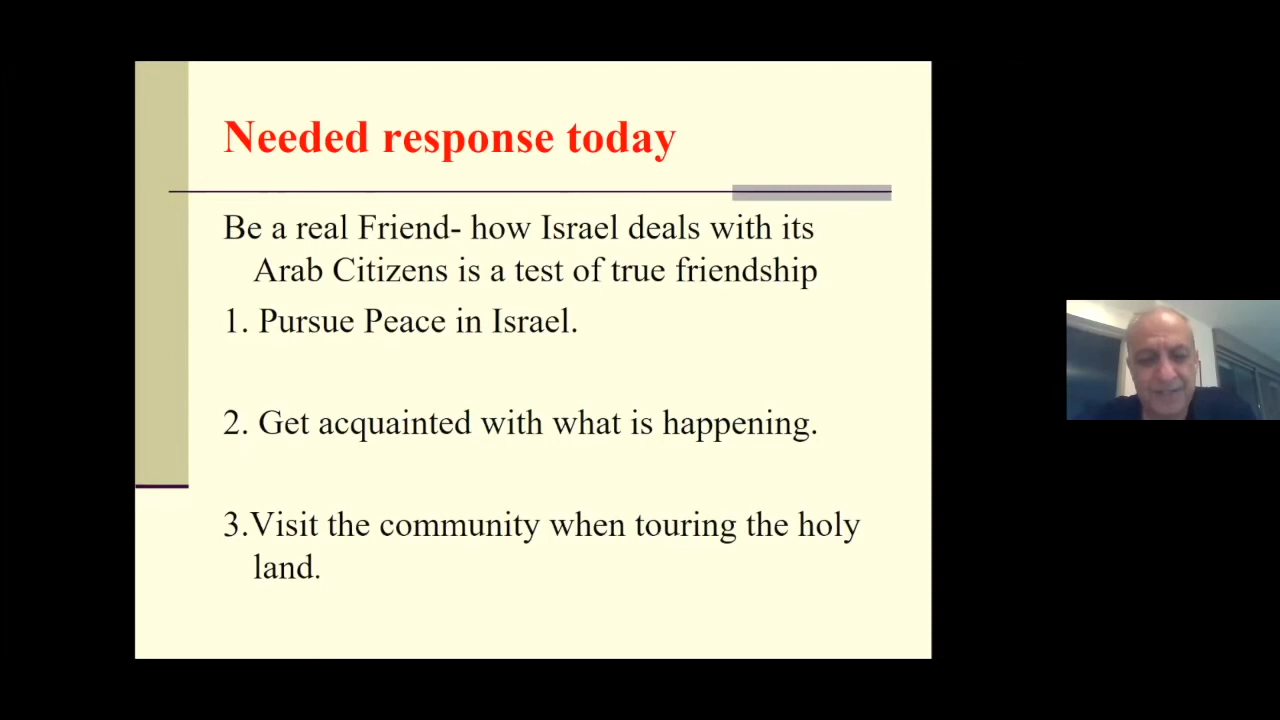 Needed response today
Be a real Friend- how Israel deals with its
Arab Citizens is a test of true friendship
1. Pursue Peace in Israel.
2. Get acquainted with what is happening.
3.Visit the community when touring the holy
land.